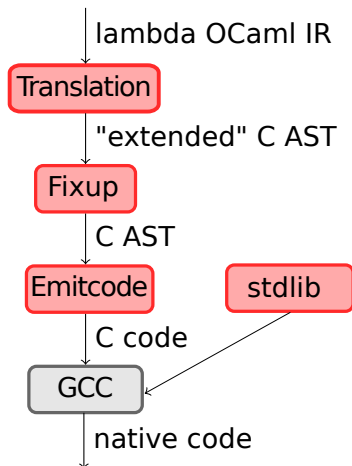 lambda OCaml IR
Translation
"extended" C AST
Fixup
C AST
Emitcode
stdlib
C code
GCC
native code